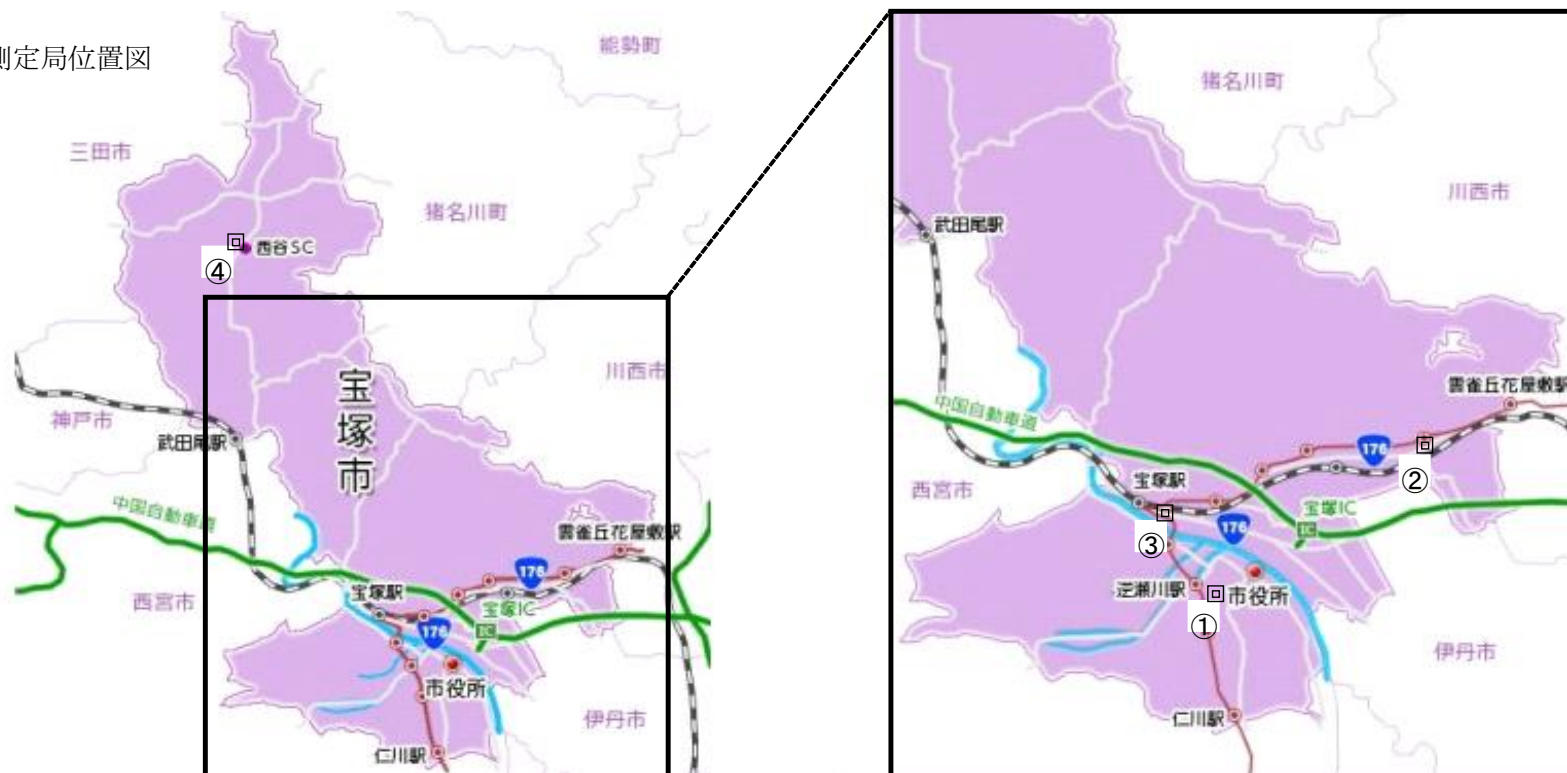 測定局位置図
能勢町
三田市
猪名川町
西谷SC
④
川西市
宝塚市
神戸市
武田尾駅
中国自動車道
雲雀丘花屋敷駅
176
西宮市
宝塚駅
宝塚IC
IC
176
市役所
伊丹市
仁川駅
猪名川町
川西市
武田尾駅
雲雀丘花屋敷駅
中国自動車道
176
②
西宮市
宝塚駅
宝塚IC
IC
176
③
逆瀬川駅
市役所
①
伊丹市
仁川駅